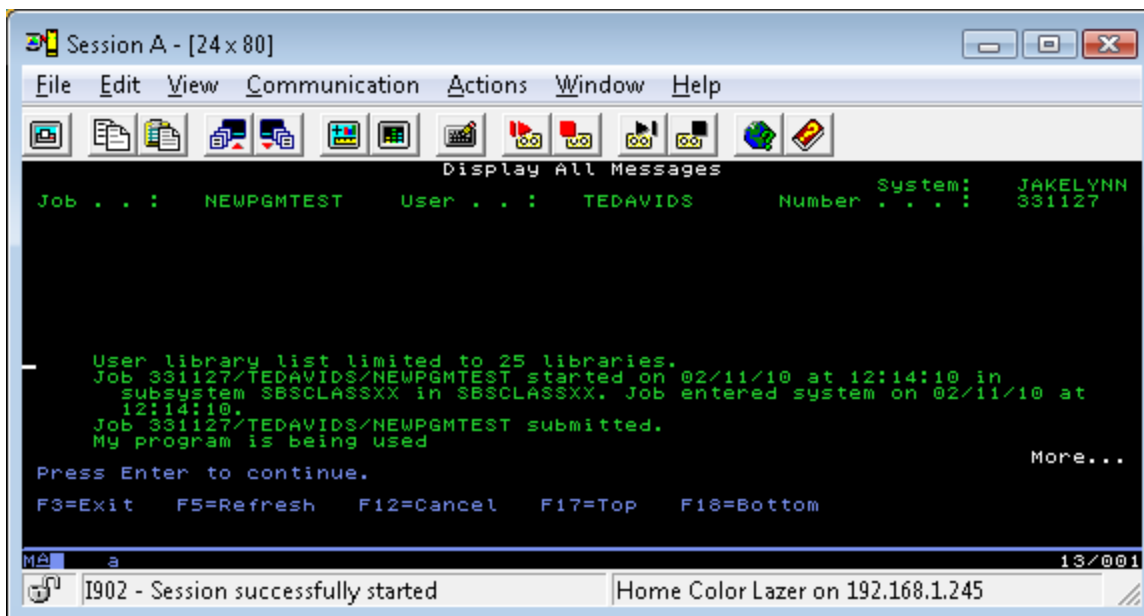 Session A - [24 x 80]
File Edit View Communication Actions Window Help
Display All Messages
System: JAKELYNN
Job . . : NEWPGMTEST User . . : TEDAVIDS Number . . . : 331127
User library list limited to 25 libraries.
Job 331127/TEDAVIDS/NEWPGMTEST started on 02/11/10 at 12:14:10 in
subsystem SBSCLASSXX in SBSCLASSXX. Job entered system on 02/11/10 at
12:14:10.
Job 331127/TEDAVIDS/NEWPGMTEST submitted.
My program is being used
More...
Press Enter to continue.
F3=Exit F5=Refresh F12=Cancel F17=Top F18=Bottom
MA a 13/001
I902 - Session successfully started Home Color Lazer on 192.168.1.245